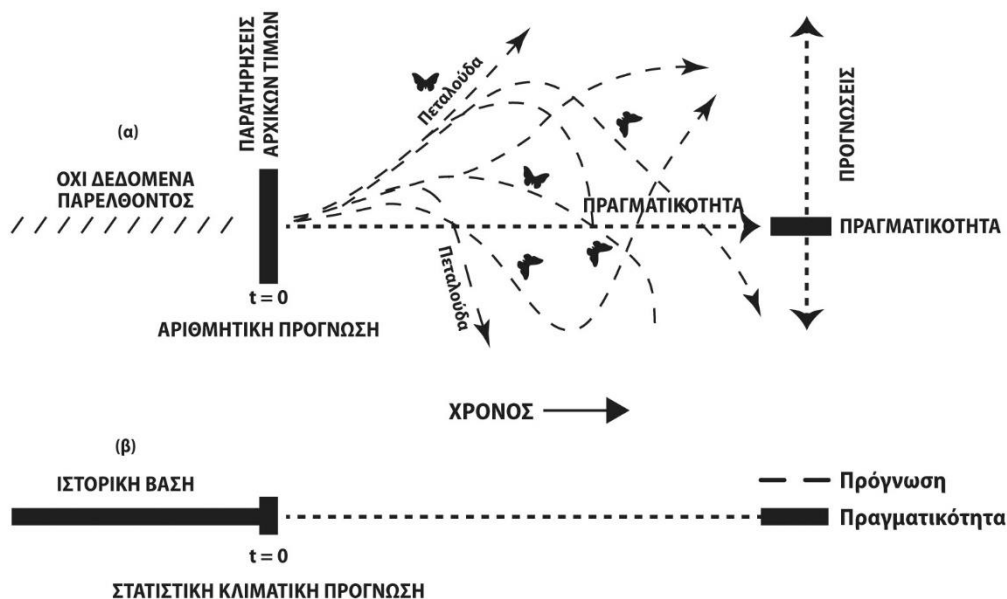 ΠΑΡΑΤΗΡΗΣΕΙΣ
ΑΡΧΙΚΩΝ ΤΙΜΩΝ
(α)
ΟΧΙ ΔΕΔΟΜΕΝΑ
ΠΑΡΕΛΘΟΝΤΟΣ
Πεταλούδα
ΠΡΟΓΝΩΣΕΙΣ
ΠΡΑΓΜΑΤΙΚΟΤΗΤΑ
ΠΡΑΓΜΑΤΙΚΟΤΗΤΑ
Πεταλούδα
t = 0
ΑΡΙΘΜΗΤΙΚΗ ΠΡΟΓΝΩΣΗ
ΧΡΟΝΟΣ
(β)
ΙΣΤΟΡΙΚΗ ΒΑΣΗ
Πρόγνωση
Πραγματικότητα
t = 0
ΣΤΑΤΙΣΤΙΚΗ ΚΛΙΜΑΤΙΚΗ ΠΡΟΓΝΩΣΗ